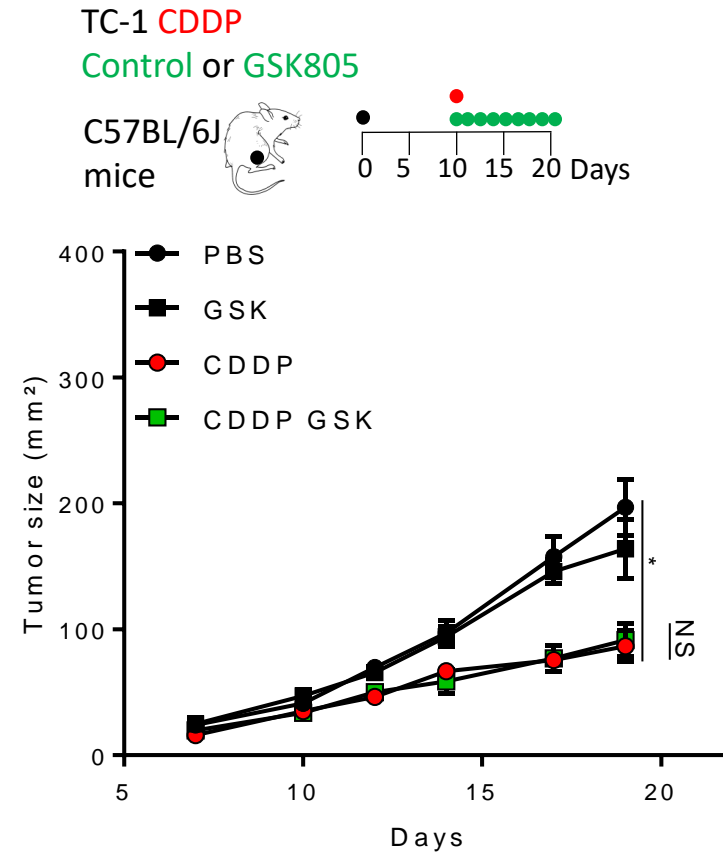 TC-1 CDDP
Control or GSK805
C57BL/6J
mice
0 5 10 15 20 Days
PBS
GSK
CDDP
CDDP GSK
Tumor size (mm²)
400
300
200
100
0
*
NS
5 10 15 20
Days